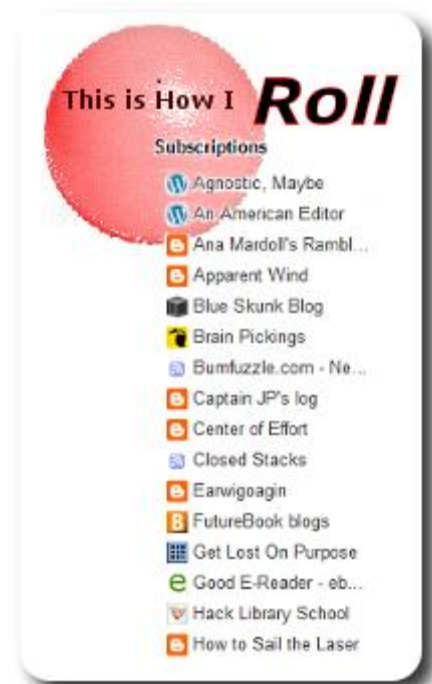 This is How I Roll
Subscriptions
Agnostic, Maybe
An American Editor
Ana Mardoll's Rambl...
Apparent Wind
Blue Skunk Blog
Brain Pickings
Bumfuzzle.com - Ne...
Captain JP's log
Center of Effort
Closed Stacks
Earwigoagin
FutureBook blogs
Get Lost On Purpose
Good E-Reader - eb...
Hack Library School
How to Sail the Laser